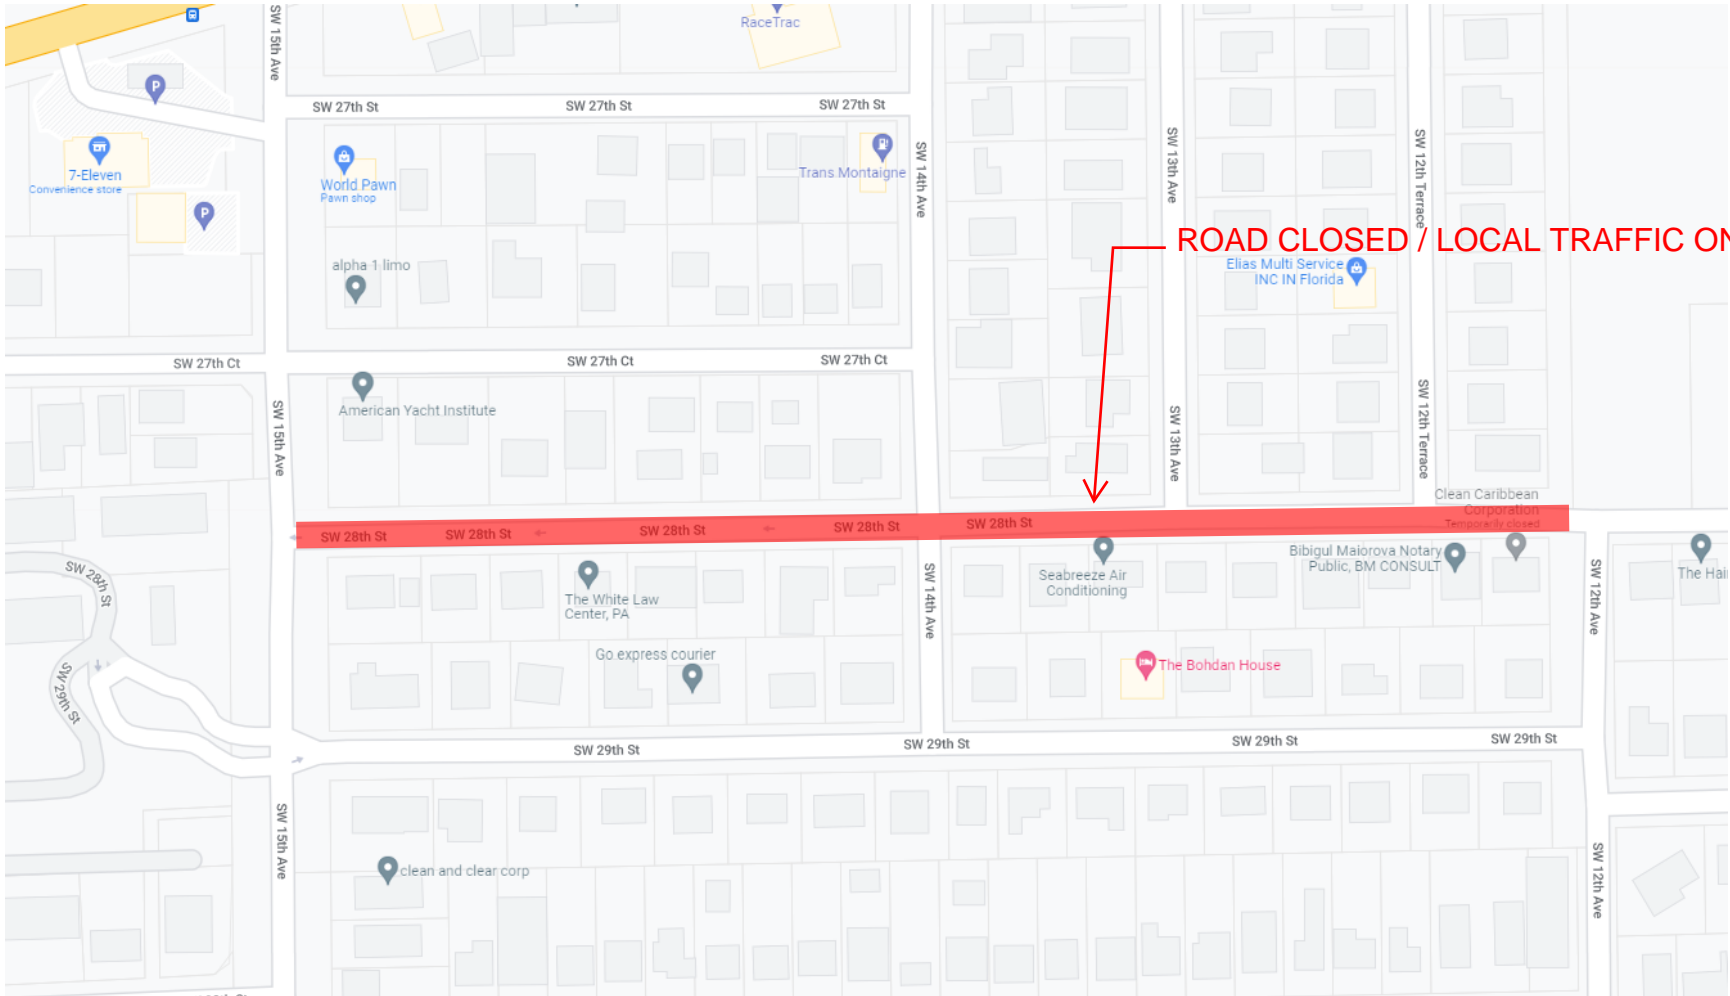 SW 15th Ave
RaceTrac
SW 27th St
SW 27th St
SW 27th St
7-Eleven
Convenience store
P
P
World Pawn
Pawn shop
Trans Montaigne
SW 14th Ave
SW 13th Ave
SW 12th Terrace
ROAD CLOSED / LOCAL TRAFFIC ON
alpha 1 limo
Elias Multi Service
INC IN Florida
SW 27th Ct
SW 27th Ct
SW 27th Ct
American Yacht Institute
SW 15th Ave
SW 13th Ave
SW 12th Terrace
Clean Caribbean
Corporation
Temporarily closed
SW 28th St
SW 28th St
SW 28th St
SW 28th St
SW 28th St
SW 28th St
The White Law
Center, PA
SW 14th Ave
Seabreeze Air
Conditioning
Bibigul Maiorova Notary
Public, BM CONSULT
SW 12th Ave
The Hair
Go express courier
The Bohdan House
SW 29th St
SW 29th St
SW 29th St
SW 29th St
SW 29th St
SW 15th Ave
clean and clear corp
SW 12th Ave